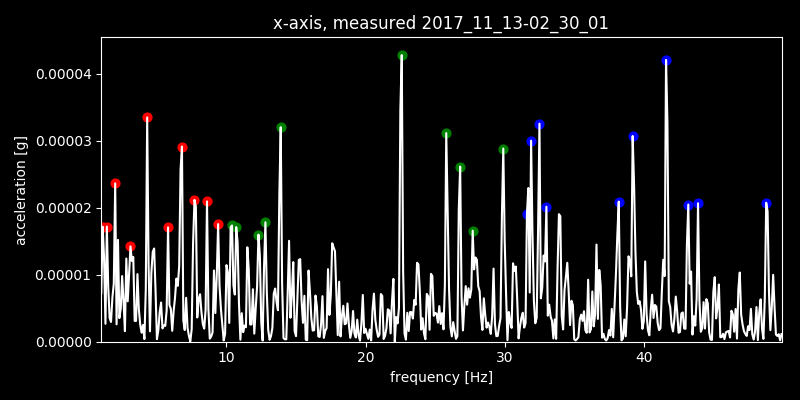 x-axis, measured 2017_11_13-02_30_01
0.00004
0.00003
0.00002
0.00001
0.00000
acceleration [g]
10 20 30 40
frequency [Hz]